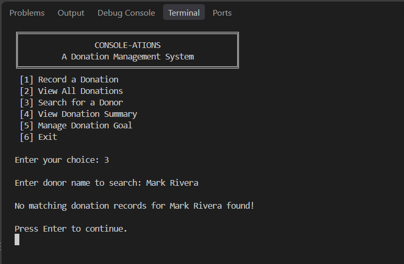 Problems Output Debug Console Terminal Ports
CONSOLE-ATIONS
A Donation Management System
[1] Record a Donation
[2] View All Donations
[3] Search for a Donor
[4] View Donation Summary
[5] Manage Donation Goal
[6] Exit
Enter your choice: 3
Enter donor name to search: Mark Rivera
No matching donation records for Mark Rivera found!
Press Enter to continue.